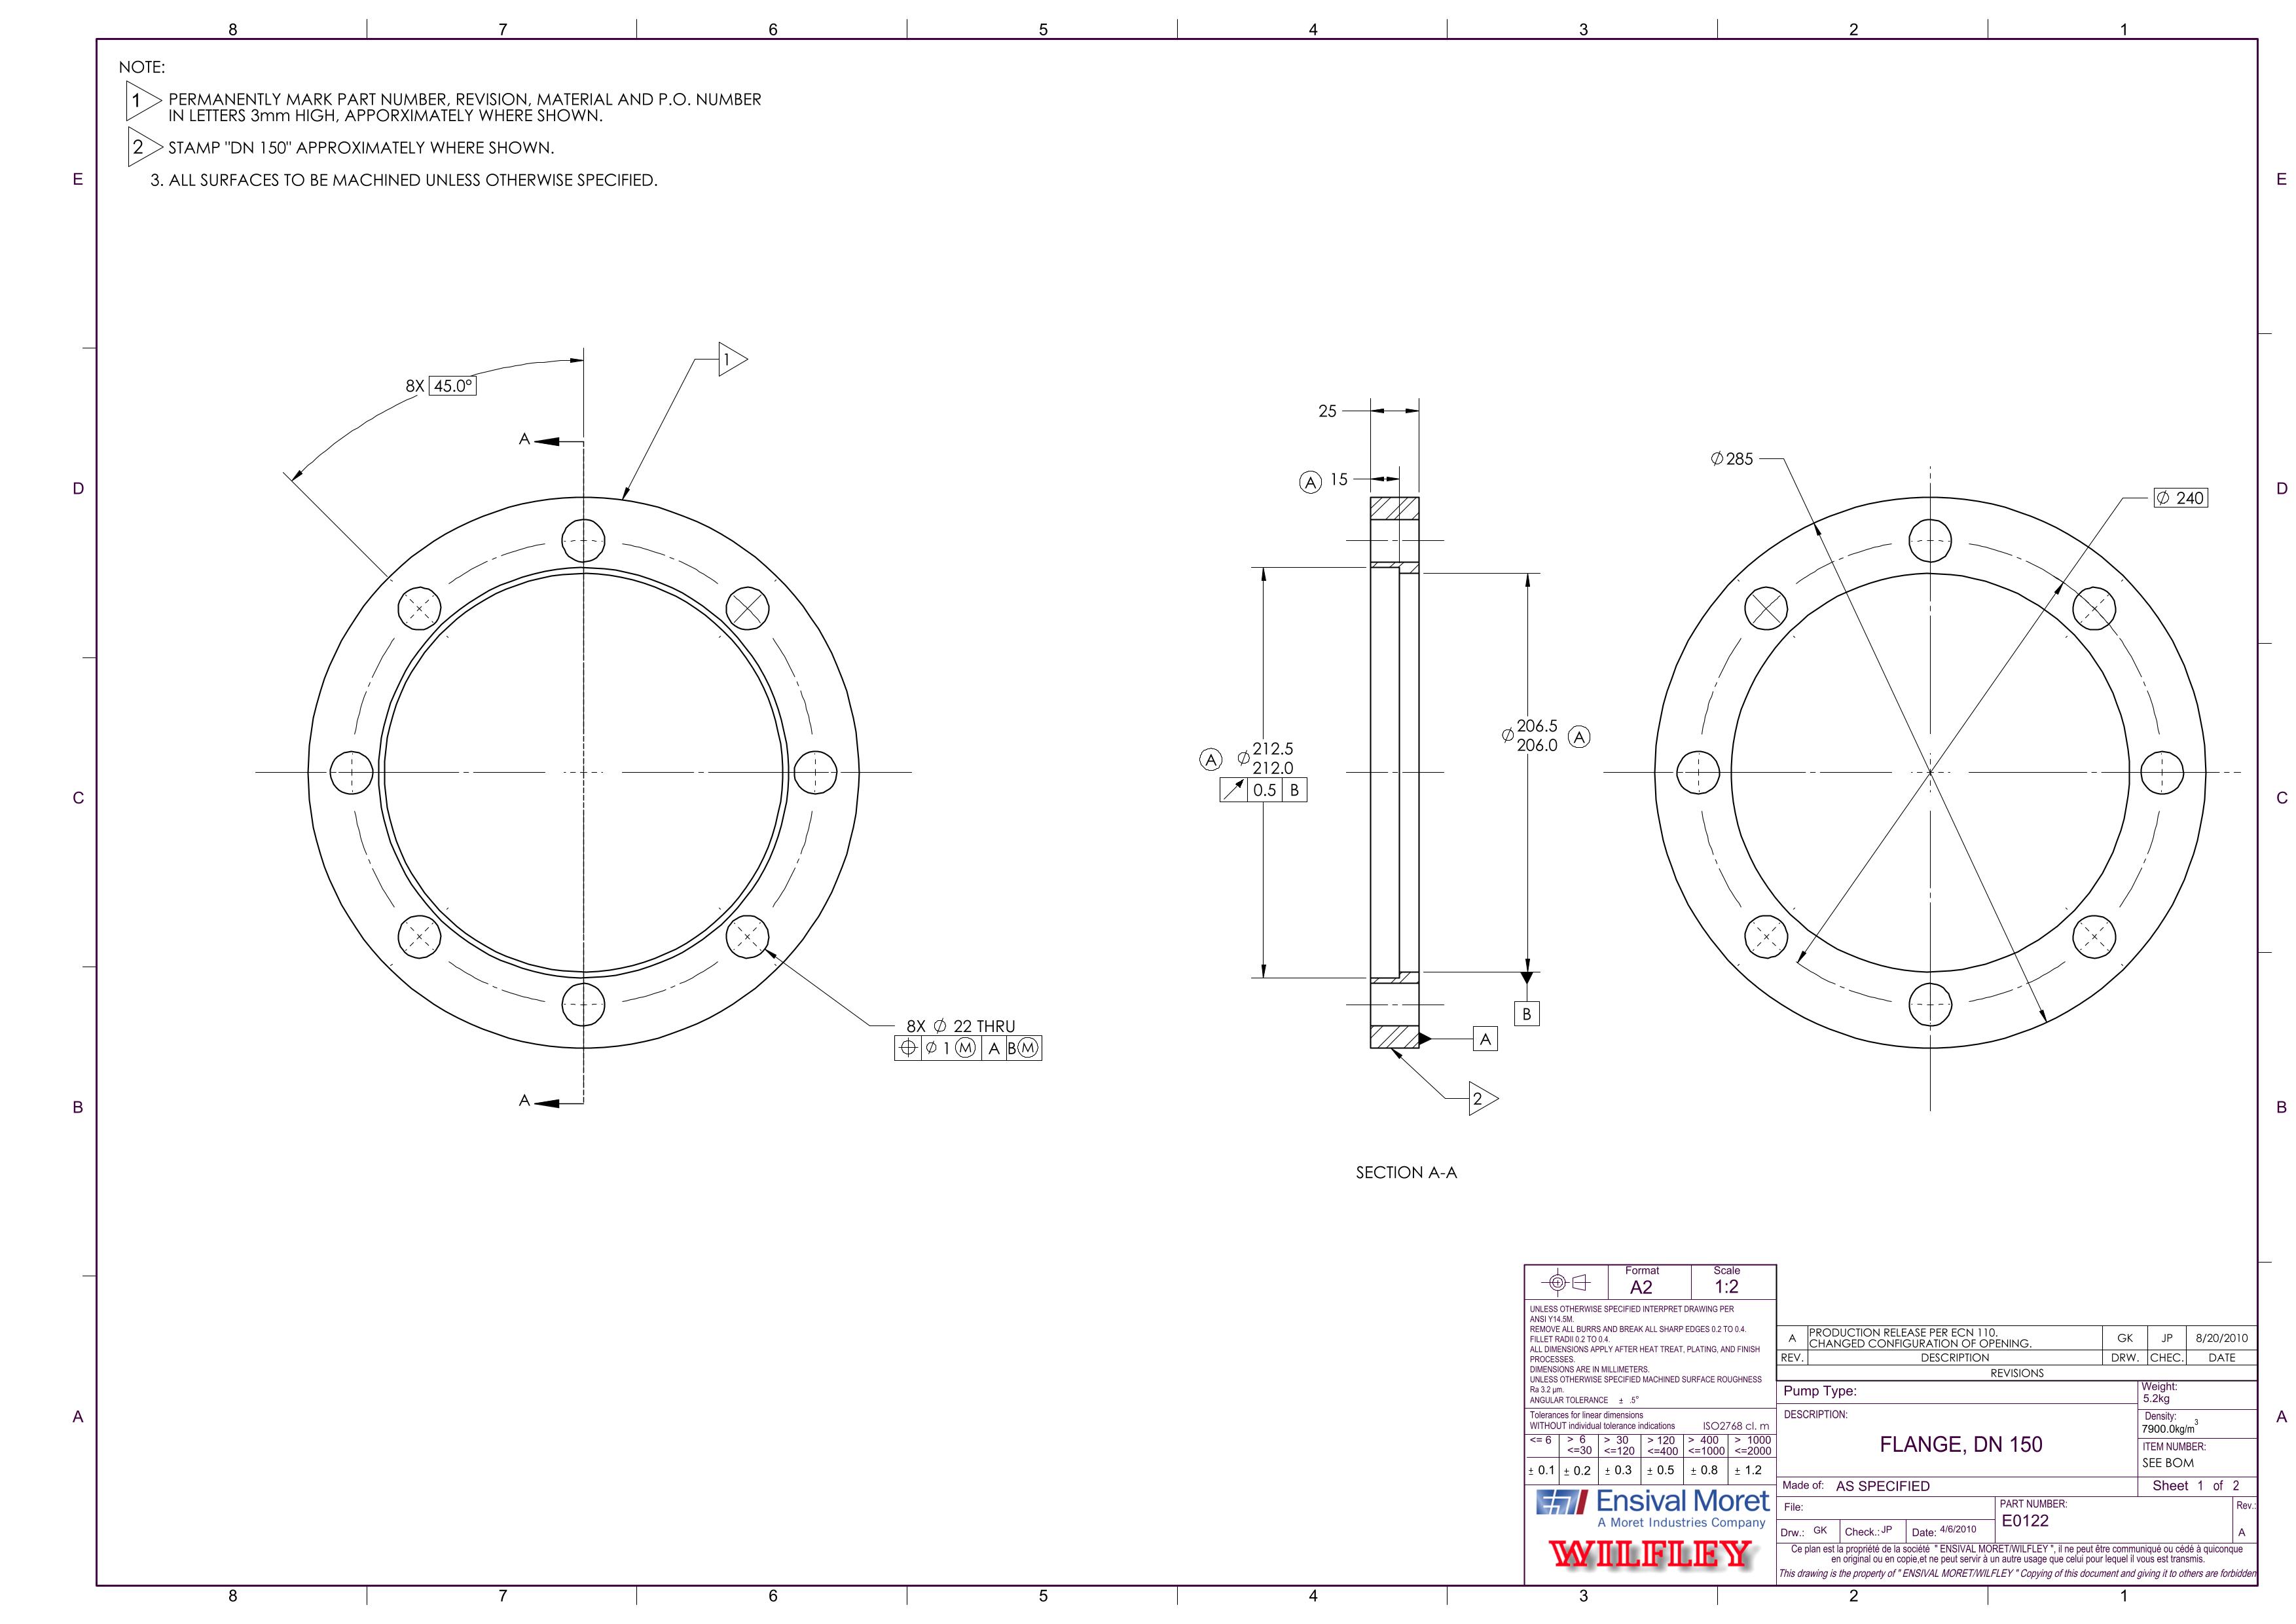 8 7 6 5 4 3 2 1
NOTE:
1 PERMANENTLY MARK PART NUMBER, REVISION, MATERIAL AND P.O. NUMBER
IN LETTERS 3mm HIGH, APPORXIMATELY WHERE SHOWN.
2 STAMP "DN 150" APPROXIMATELY WHERE SHOWN.
3. ALL SURFACES TO BE MACHINED UNLESS OTHERWISE SPECIFIED.
E E
D D
C C
B B
A A
8X 45.0°
1
A
A
8X ⌀ 22 THRU
⌖ ⌀ 1 Ⓜ A B Ⓜ
25
A 15
A ⌀ 212.5
212.0
↗ 0.5 B
⌀ 206.5 A
206.0
B
A
2
SECTION A-A
⌀ 285
⌀ 240
Format
A2
Scale
1:2
UNLESS OTHERWISE SPECIFIED INTERPRET DRAWING PER
ANSI Y14.5M.
REMOVE ALL BURRS AND BREAK ALL SHARP EDGES 0.2 TO 0.4.
FILLET RADII 0.2 TO 0.4.
ALL DIMENSIONS APPLY AFTER HEAT TREAT, PLATING, AND FINISH
PROCESSES.
DIMENSIONS ARE IN MILLIMETERS.
UNLESS OTHERWISE SPECIFIED MACHINED SURFACE ROUGHNESS
Ra 3.2 µm.
ANGULAR TOLERANCE ± .5°
Tolerances for linear dimensions
WITHOUT individual tolerance indications ISO2768 cl. m
<= 6 > 6 > 30 > 120 > 400 > 1000
<=30 <=120 <=400 <=1000 <=2000
± 0.1 ± 0.2 ± 0.3 ± 0.5 ± 0.8 ± 1.2
Ensival Moret
A Moret Industries Company
WILFLEY
A PRODUCTION RELEASE PER ECN 110. GK JP 8/20/2010
CHANGED CONFIGURATION OF OPENING.
REV. DESCRIPTION DRW. CHEC. DATE
REVISIONS
Pump Type:
Weight:
5.2kg
DESCRIPTION:
FLANGE, DN 150
Density:
7900.0kg/m3
ITEM NUMBER:
SEE BOM
Made of: AS SPECIFIED
Sheet 1 of 2
File:
PART NUMBER:
E0122
Rev.:
A
Drw.: GK Check.: JP Date: 4/6/2010
Ce plan est la propriété de la société " ENSIVAL MORET/WILFLEY ", il ne peut être communiqué ou cédé à quiconque
en original ou en copie,et ne peut servir à un autre usage que celui pour lequel il vous est transmis.
This drawing is the property of " ENSIVAL MORET/WILFLEY " Copying of this document and giving it to others are forbidden
8 7 6 5 4 3 2 1